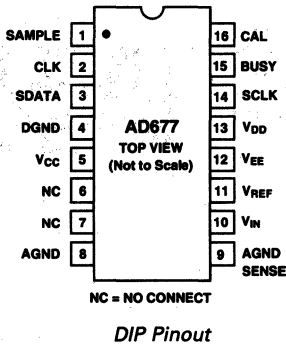 SAMPLE 1 16 CAL
CLK 2 15 BUSY
SDATA 3 14 SCLK
DGND 4 AD677 13 VDD
TOP VIEW
VCC 5 (Not to Scale) 12 VEE
NC 6 11 VREF
NC 7 10 VIN
AGND 8 9 AGND
SENSE
NC = NO CONNECT
DIP Pinout